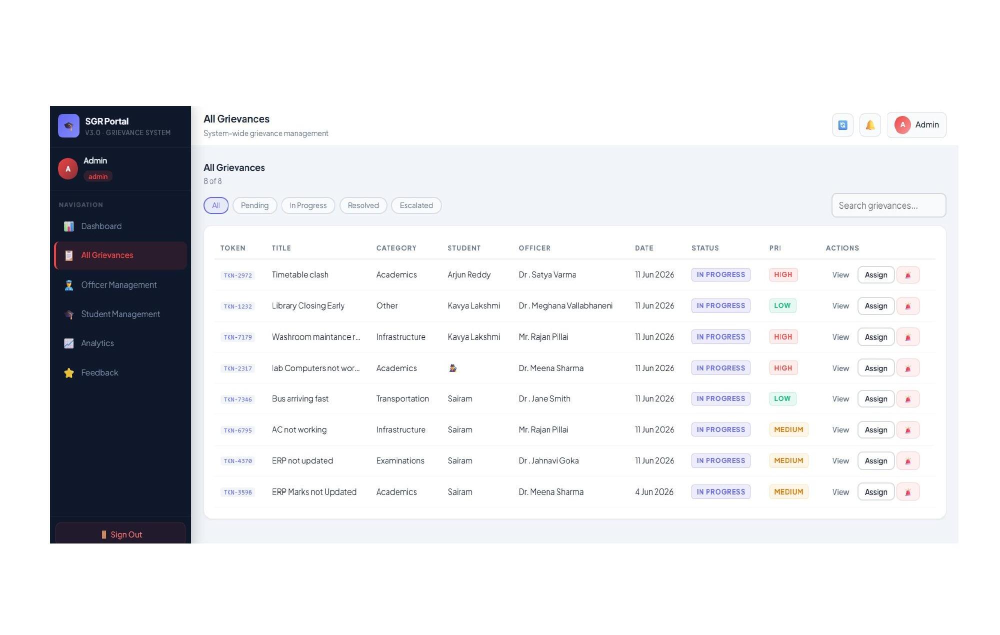 SGR Portal
V3.0 · GRIEVANCE SYSTEM
A
Admin
admin
NAVIGATION
Dashboard
All Grievances
Officer Management
Student Management
Analytics
Feedback
Sign Out
All Grievances
System-wide grievance management
A Admin
All Grievances
8 of 8
All Pending In Progress Resolved Escalated
Search grievances...
TOKEN TITLE CATEGORY STUDENT OFFICER DATE STATUS PRI ACTIONS
TKN-2972 Timetable clash Academics Arjun Reddy Dr . Satya Varma 11 Jun 2026 IN PROGRESS HIGH View Assign
TKN-1232 Library Closing Early Other Kavya Lakshmi Dr . Meghana Vallabhaneni 11 Jun 2026 IN PROGRESS LOW View Assign
TKN-7179 Washroom maintance r... Infrastructure Kavya Lakshmi Mr. Rajan Pillai 11 Jun 2026 IN PROGRESS HIGH View Assign
TKN-2317 lab Computers not wor... Academics Dr. Meena Sharma 11 Jun 2026 IN PROGRESS HIGH View Assign
TKN-7346 Bus arriving fast Transportation Sairam Dr . Jane Smith 11 Jun 2026 IN PROGRESS LOW View Assign
TKN-6795 AC not working Infrastructure Sairam Mr. Rajan Pillai 11 Jun 2026 IN PROGRESS MEDIUM View Assign
TKN-4370 ERP not updated Examinations Sairam Dr . Jahnavi Goka 11 Jun 2026 IN PROGRESS MEDIUM View Assign
TKN-3596 ERP Marks not Updated Academics Sairam Dr. Meena Sharma 4 Jun 2026 IN PROGRESS MEDIUM View Assign